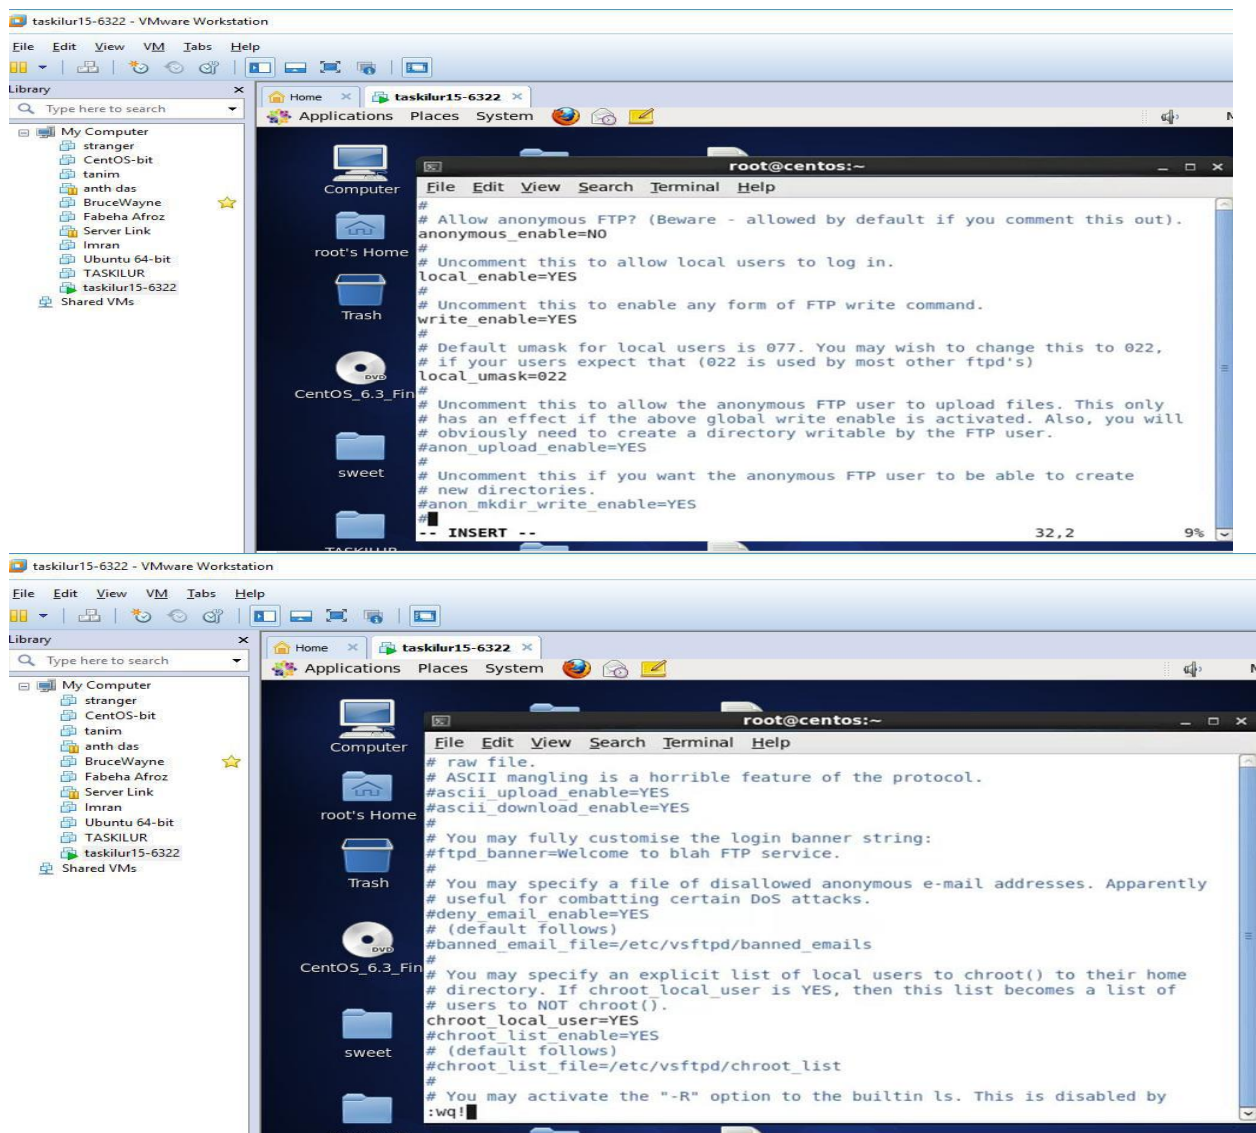 taskilur15-6322 - VMware Workstation
File Edit View VM Tabs Help
Library
Type here to search
My Computer
stranger
CentOS-bit
tanim
anth das
BruceWayne
Fabeha Afroz
Server Link
Imran
Ubuntu 64-bit
TASKILUR
taskilur15-6322
Shared VMs
Home taskilur15-6322
Applications Places System
Computer
root's Home
Trash
DVD
CentOS_6.3_Fin
sweet
TASKILUR
root@centos:~
File Edit View Search Terminal Help
#
# Allow anonymous FTP? (Beware - allowed by default if you comment this out).
anonymous_enable=NO
#
# Uncomment this to allow local users to log in.
local_enable=YES
#
# Uncomment this to enable any form of FTP write command.
write_enable=YES
#
# Default umask for local users is 077. You may wish to change this to 022,
# if your users expect that (022 is used by most other ftpd's)
local_umask=022
#
# Uncomment this to allow the anonymous FTP user to upload files. This only
# has an effect if the above global write enable is activated. Also, you will
# obviously need to create a directory writable by the FTP user.
#anon_upload_enable=YES
#
# Uncomment this if you want the anonymous FTP user to be able to create
# new directories.
#anon_mkdir_write_enable=YES
#
-- INSERT -- 32,2 9%
taskilur15-6322 - VMware Workstation
File Edit View VM Tabs Help
Library
Type here to search
My Computer
stranger
CentOS-bit
tanim
anth das
BruceWayne
Fabeha Afroz
Server Link
Imran
Ubuntu 64-bit
TASKILUR
taskilur15-6322
Shared VMs
Home taskilur15-6322
Applications Places System
Computer
root's Home
Trash
DVD
CentOS_6.3_Fin
sweet
root@centos:~
File Edit View Search Terminal Help
# raw file.
# ASCII mangling is a horrible feature of the protocol.
#ascii_upload_enable=YES
#ascii_download_enable=YES
#
# You may fully customise the login banner string:
#ftpd_banner=Welcome to blah FTP service.
#
# You may specify a file of disallowed anonymous e-mail addresses. Apparently
# useful for combatting certain DoS attacks.
#deny_email_enable=YES
# (default follows)
#banned_email_file=/etc/vsftpd/banned_emails
#
# You may specify an explicit list of local users to chroot() to their home
# directory. If chroot_local_user is YES, then this list becomes a list of
# users to NOT chroot().
chroot_local_user=YES
#chroot_list_enable=YES
# (default follows)
#chroot_list_file=/etc/vsftpd/chroot_list
#
# You may activate the "-R" option to the builtin ls. This is disabled by
:wq!